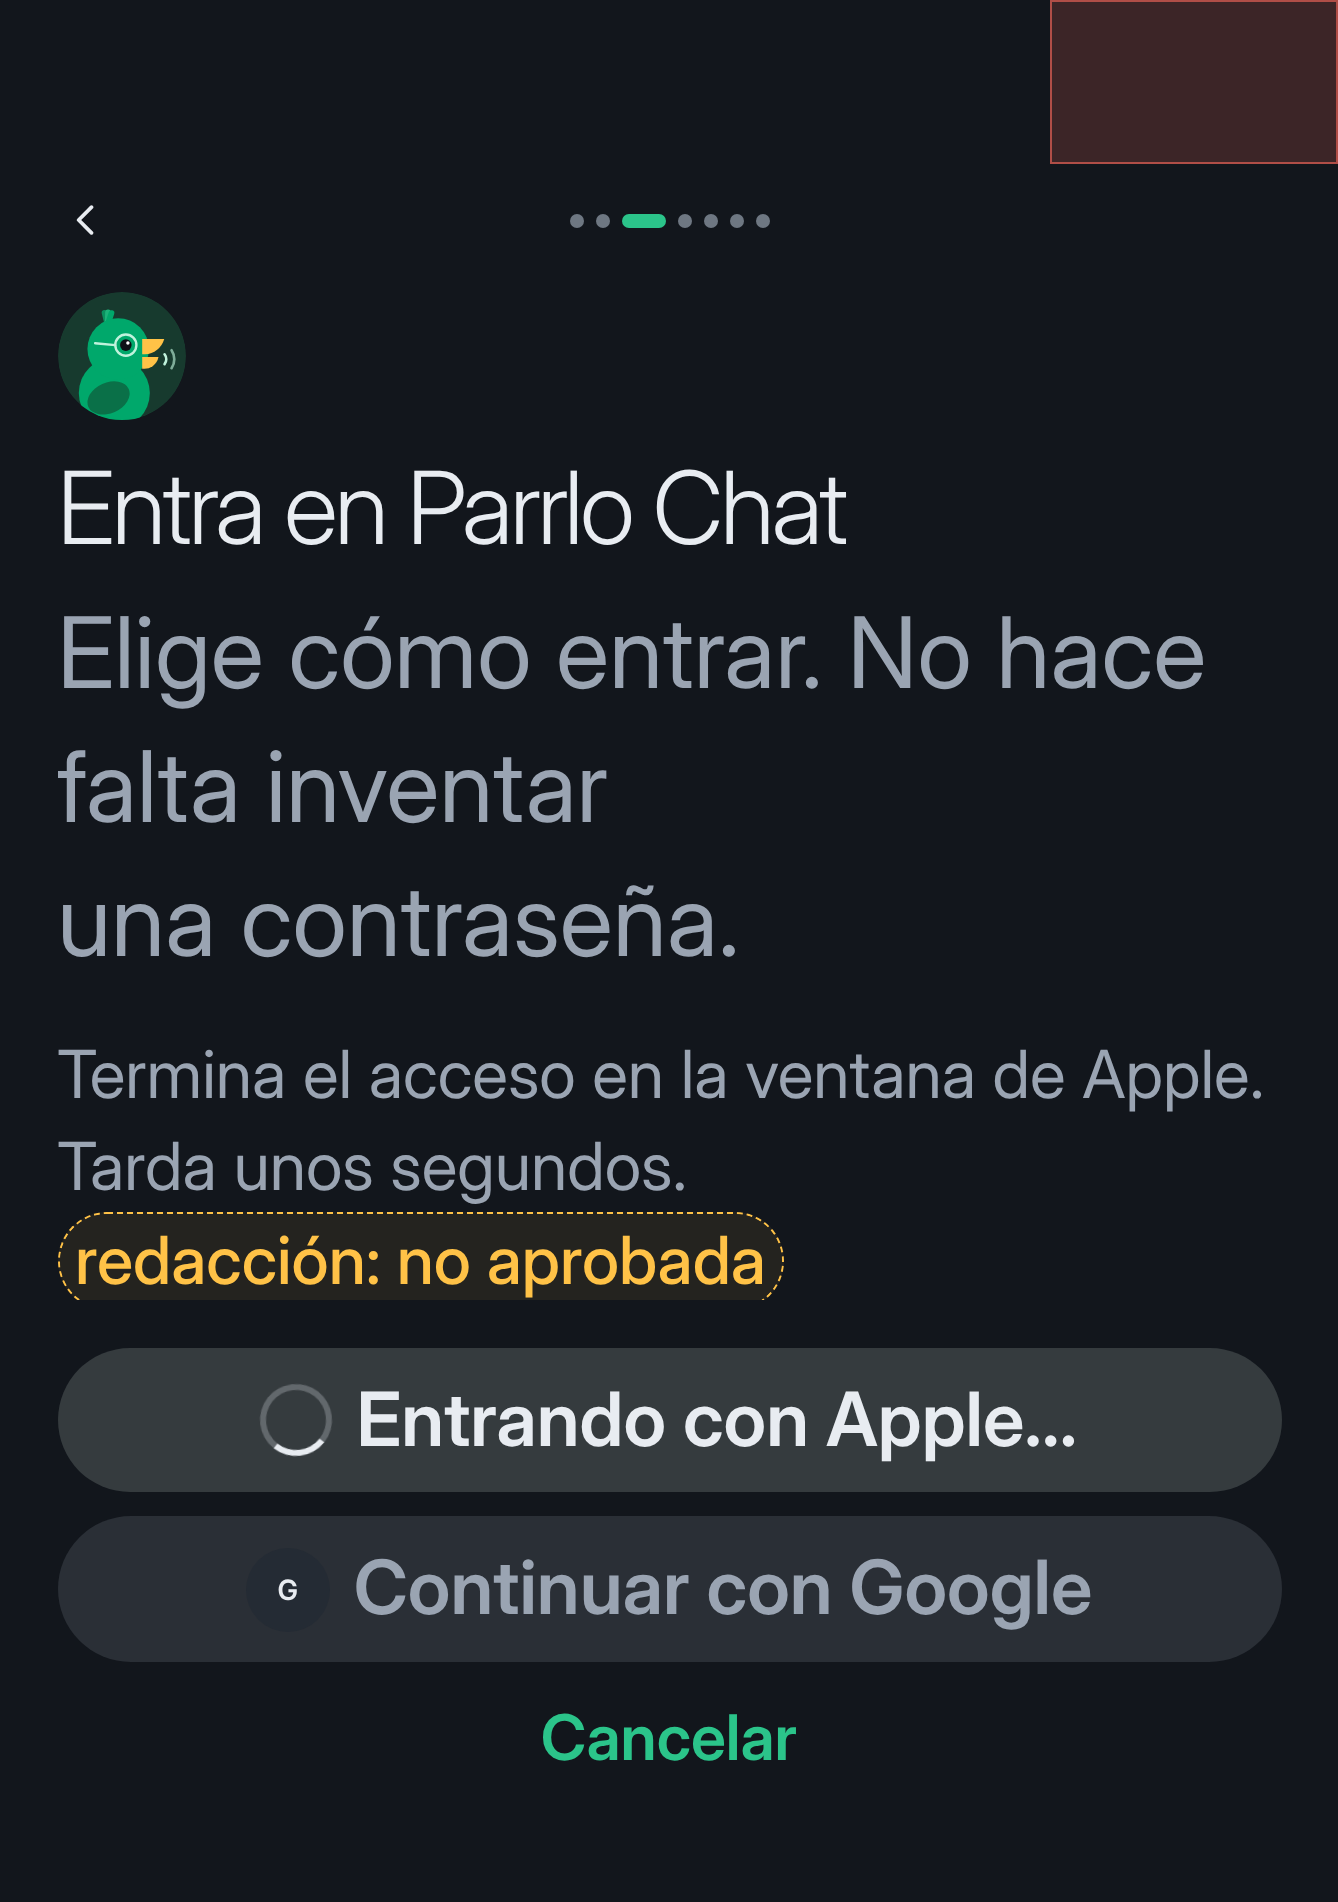 Entra en Parrlo Chat
Elige cómo entrar. No hace
falta inventar
una contraseña.
Termina el acceso en la ventana de Apple.
Tarda unos segundos.
redacción: no aprobada
Entrando con Apple...
G Continuar con Google
Cancelar